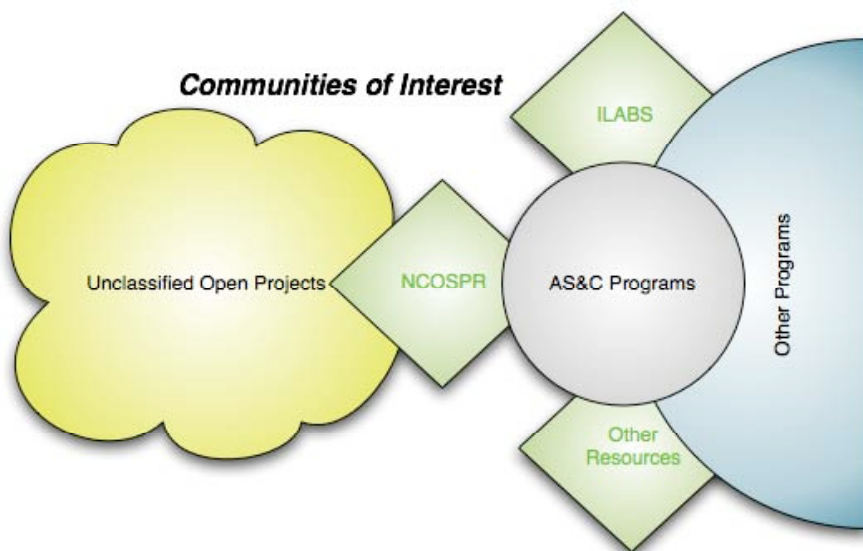 Communities of Interest
ILABS
Unclassified Open Projects
NCOSPR
AS&C Programs
Other Programs
Other
Resources